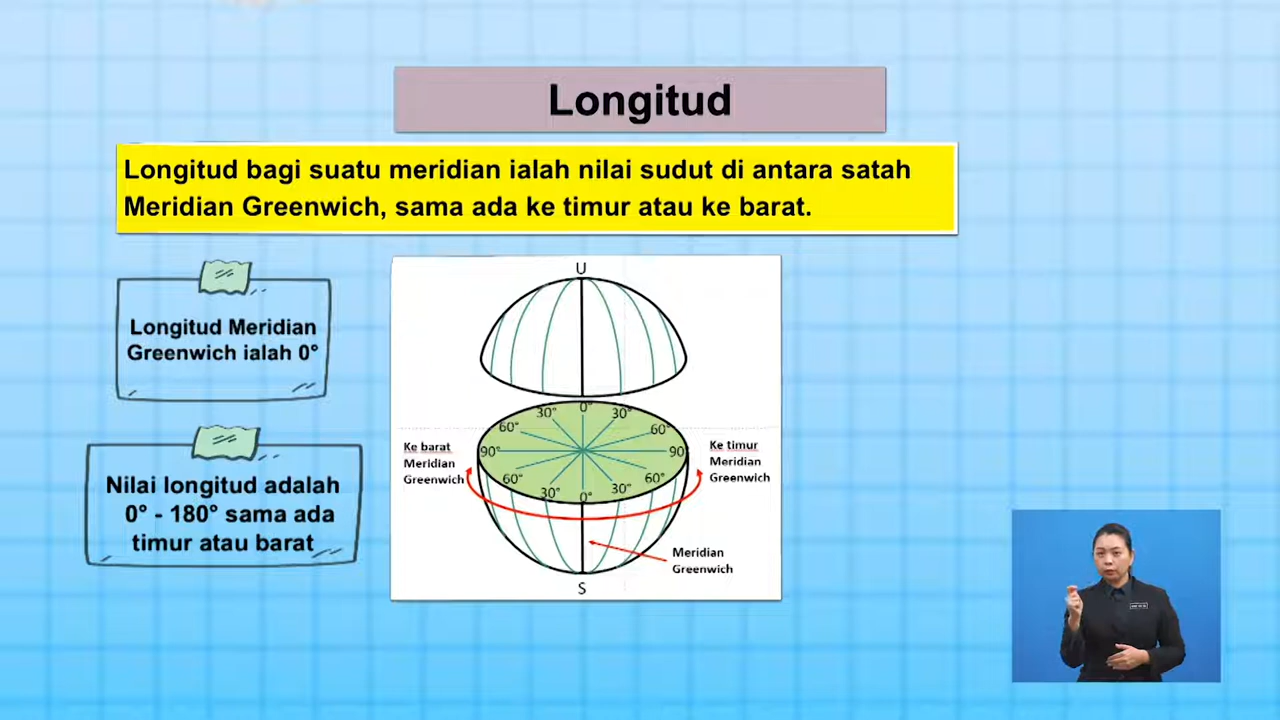 Longitud
Longitud bagi suatu meridian ialah nilai sudut di antara satah
Meridian Greenwich, sama ada ke timur atau ke barat.
Longitud Meridian
Greenwich ialah 0°
Nilai longitud adalah
0° - 180° sama ada
timur atau barat
U
0°
30°
30°
60°
60°
90°
90
60°
60°
30°
30°
0°
Ke barat
Meridian
Greenwich
Ke timur
Meridian
Greenwich
Meridian
Greenwich
S